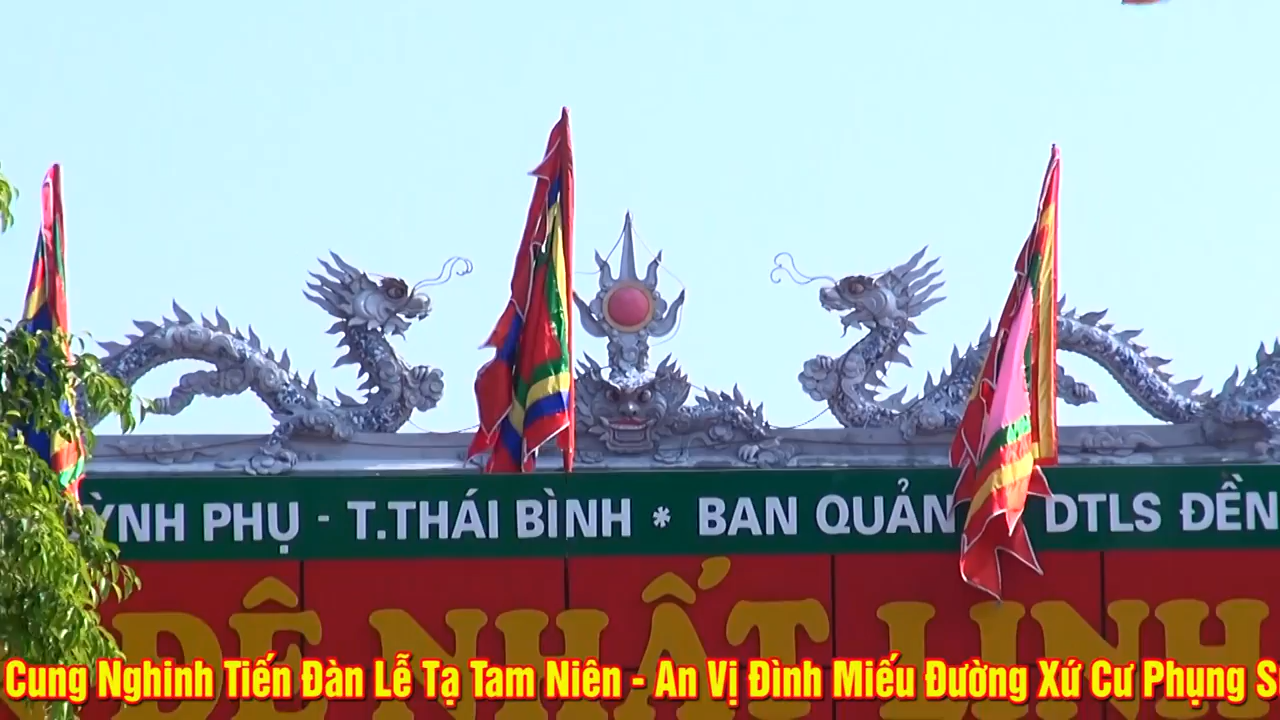 ỲNH PHỤ - T.THÁI BÌNH * BAN QUẢN DTLS ĐỀN
ĐỆ NHẤT LINH
Cung Nghinh Tiến Đàn Lễ Tạ Tam Niên - An Vị Đình Miếu Đường Xứ Cư Phụng S